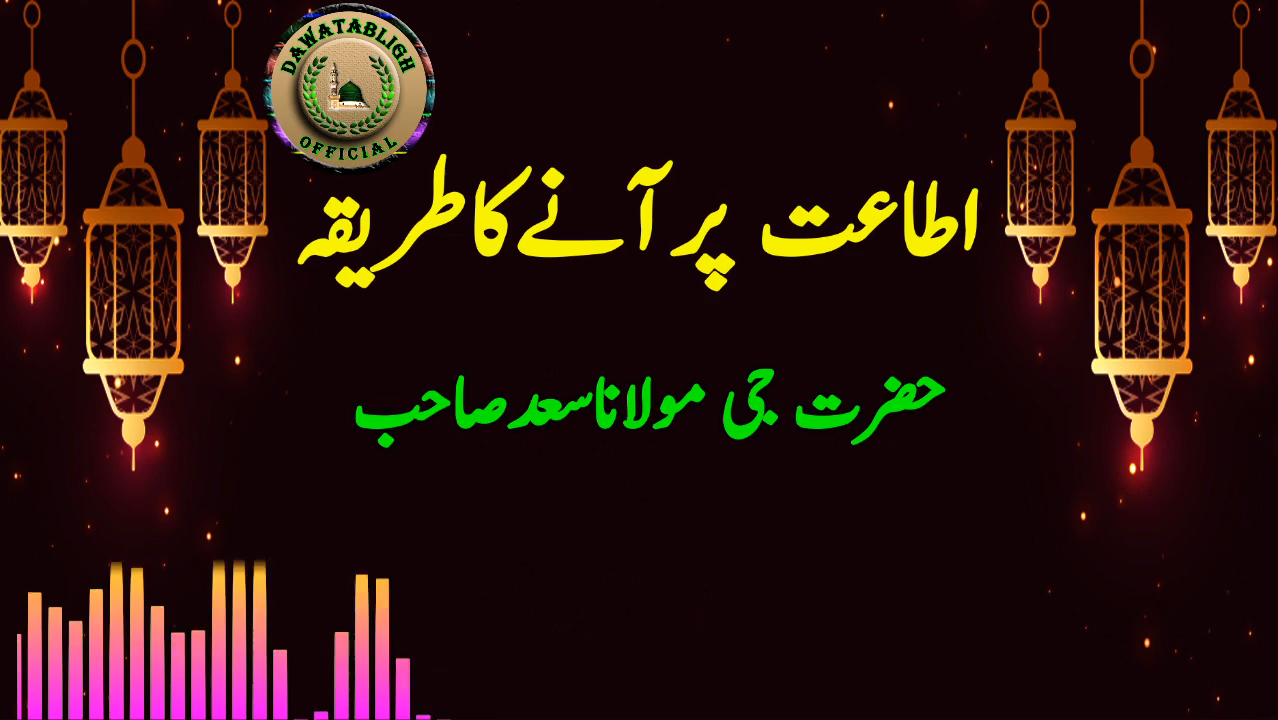 DAWATABLIGH
OFFICIAL
اطاعت پر آنے کا طریقہ
حضرت جی مولانا سعد صاحب